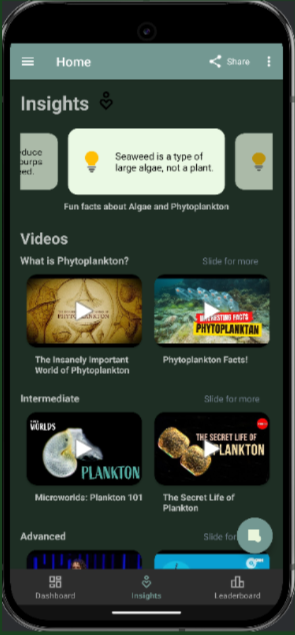 Home
Share
Insights
educe
burps
ed.
Seaweed is a type of
large algae, not a plant.
Fun facts about Algae and Phytoplankton
Videos
What is Phytoplankton?
Slide for more
PHYTOPLANKTON
INTERESTING FACTS
PHYTOPLANKTAN
The Insanely Important
World of Phytoplankton
Phytoplankton Facts!
Intermediate
Slide for more
WORLDS
PLANKTON
THE SECRET LIFE OF
PLANKTON
Microworlds: Plankton 101
The Secret Life of
Plankton
Advanced
Slide for
Dashboard
Insights
Leaderboard